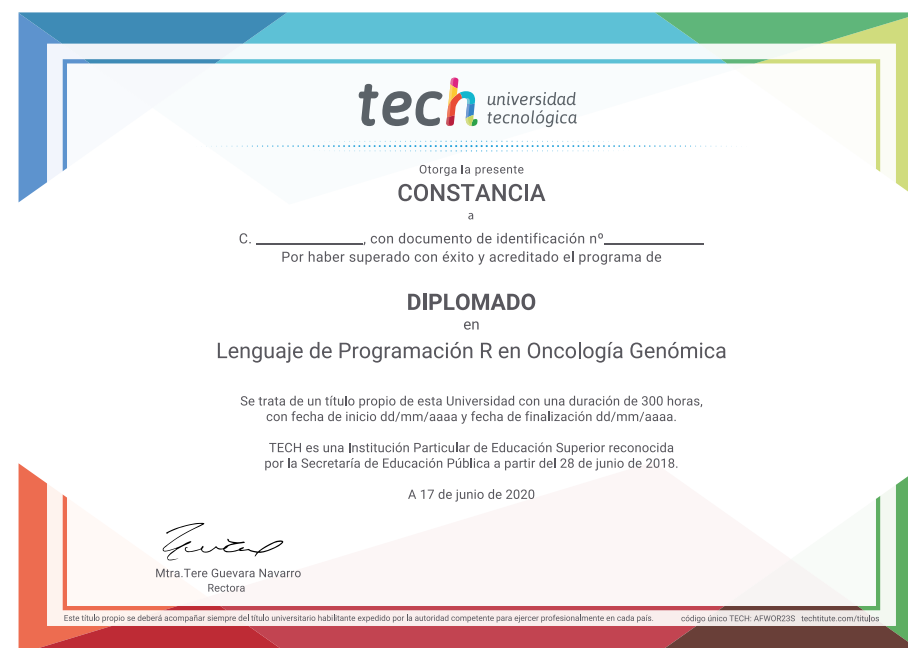 tech universidad
tecnológica
Otorga la presente
CONSTANCIA
a
C. ____________, con documento de identificación nº____________
Por haber superado con éxito y acreditado el programa de
DIPLOMADO
en
Lenguaje de Programación R en Oncología Genómica
Se trata de un título propio de esta Universidad con una duración de 300 horas,
con fecha de inicio dd/mm/aaaa y fecha de finalización dd/mm/aaaa.
TECH es una Institución Particular de Educación Superior reconocida
por la Secretaría de Educación Pública a partir del 28 de junio de 2018.
A 17 de junio de 2020
Mtra.Tere Guevara Navarro
Rectora
Este título propio se deberá acompañar siempre del título universitario habilitante expedido por la autoridad competente para ejercer profesionalmente en cada país. código único TECH: AFWOR23S techtitute.com/titulos